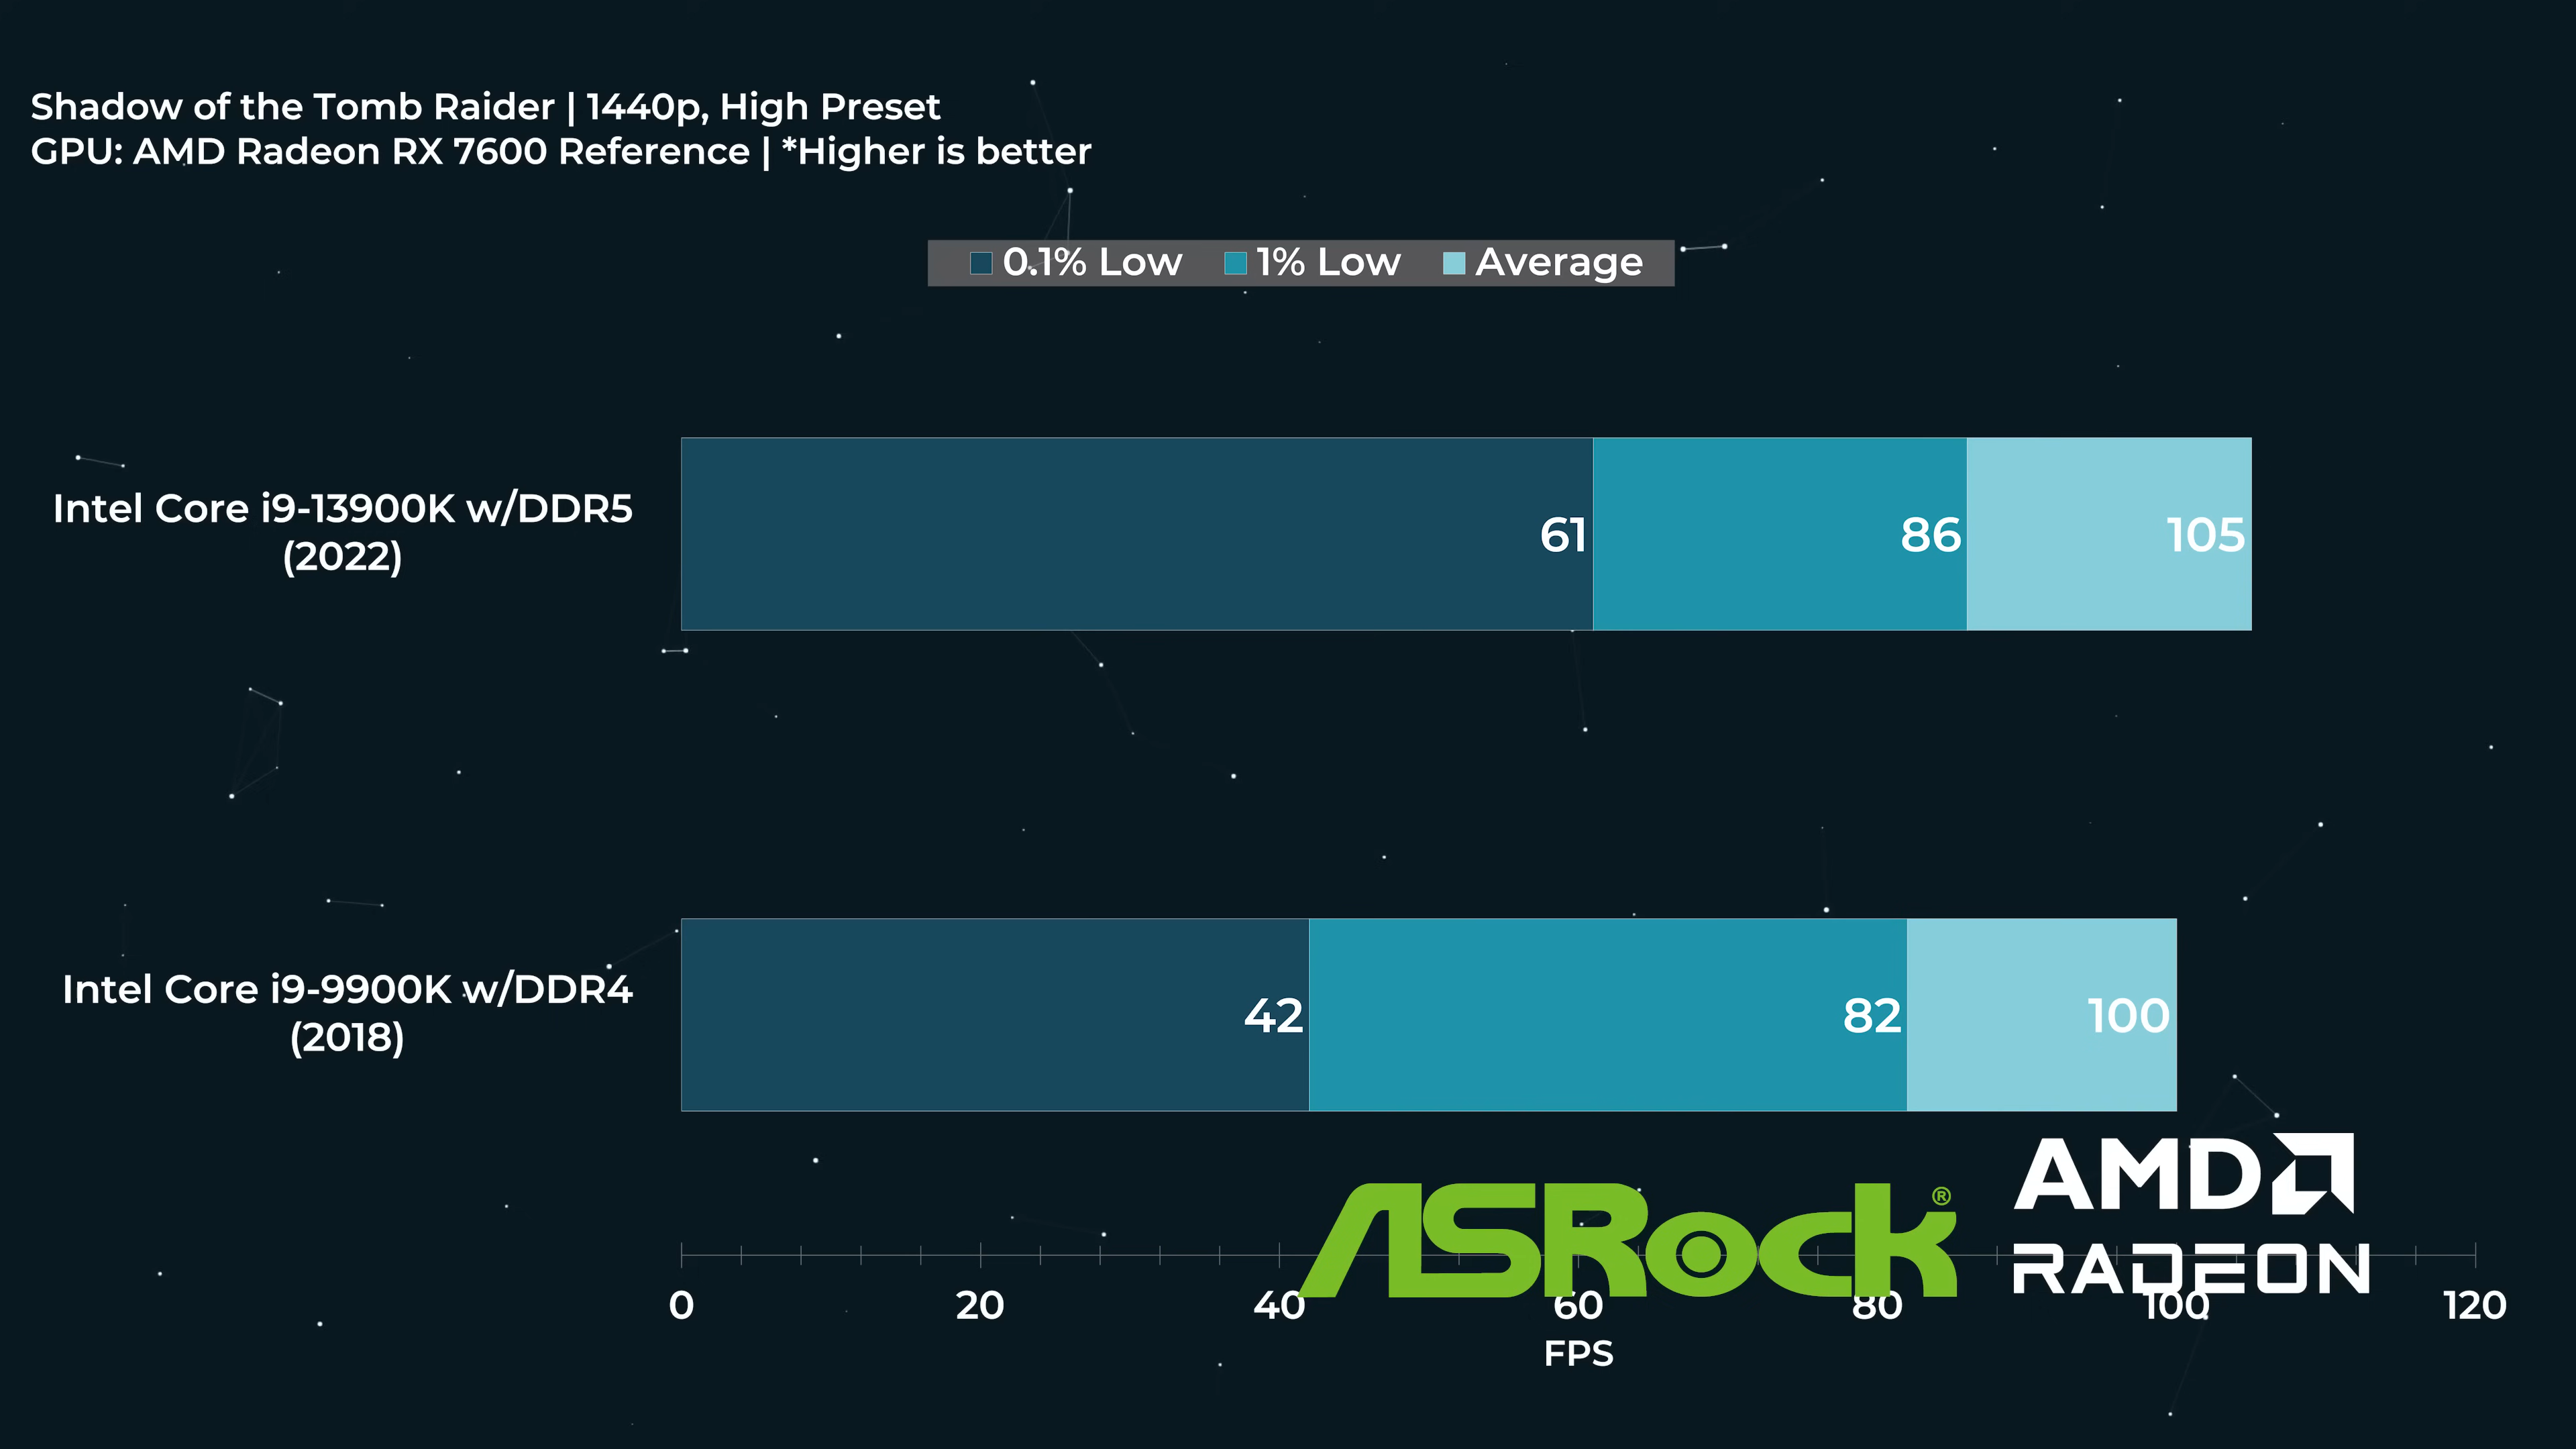 Shadow of the Tomb Raider | 1440p, High Preset
GPU: AMD Radeon RX 7600 Reference | *Higher is better
0.1% Low 1% Low Average
Intel Core i9-13900K w/DDR5
(2022)
61 86 105
Intel Core i9-9900K w/DDR4
(2018)
42 82 100
ASRock®
AMD
RADEON
0 20 40 60 80 100 120
FPS